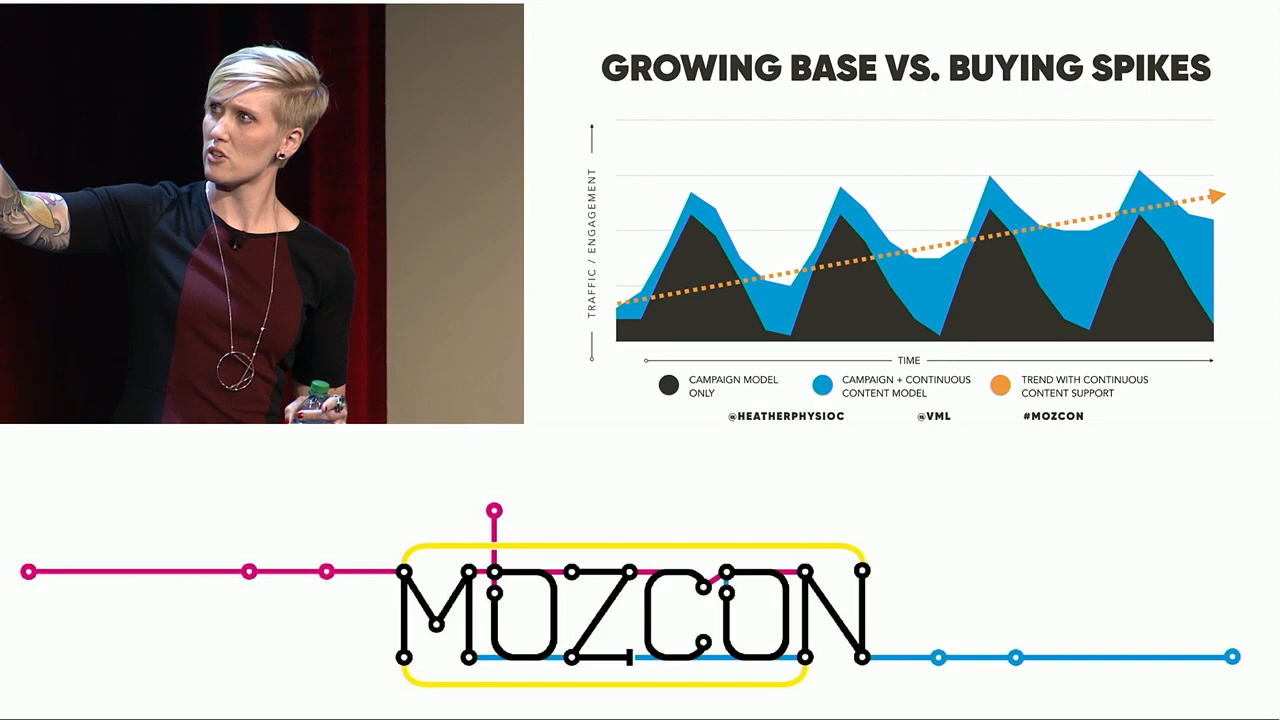 GROWING BASE VS. BUYING SPIKES
TRAFFIC / ENGAGEMENT
TIME
CAMPAIGN MODEL
ONLY
CAMPAIGN + CONTINUOUS
CONTENT MODEL
TREND WITH CONTINUOUS
CONTENT SUPPORT
@HEATHERPHYSIOC @VML #MOZCON
MOZCON